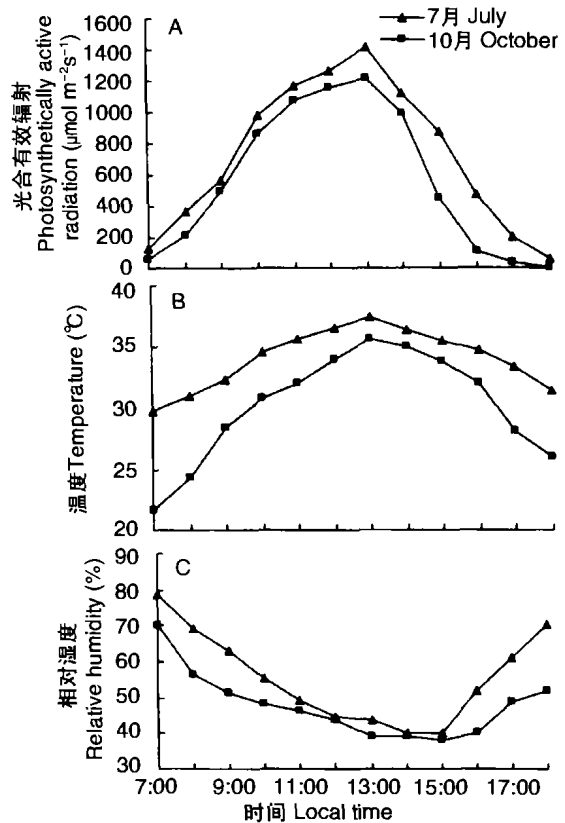 7月 July
10月 October
A
光合有效辐射
Photosynthetically active
radiation (μmol m⁻²s⁻¹)
1600
1400
1200
1000
800
600
400
200
0
B
温度Temperature (℃)
40
35
30
25
20
C
相对湿度
Relative humidity (%)
90
80
70
60
50
40
30
7:00 9:00 11:00 13:00 15:00 17:00
时间 Local time